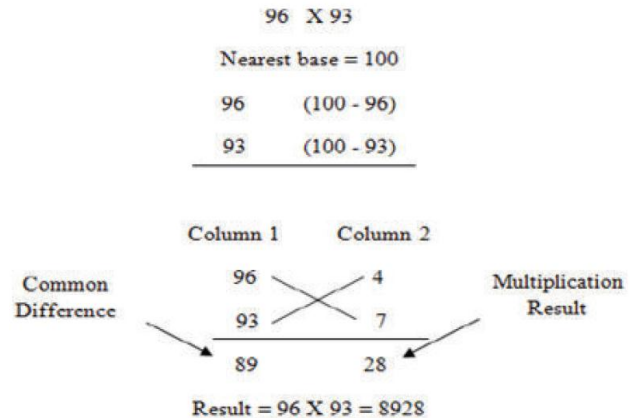 96 X 93
Nearest base = 100
96 (100 - 96)
93 (100 - 93)
Column 1 Column 2
Common Difference
96 4
93 7
Multiplication Result
89 28
Result = 96 X 93 = 8928